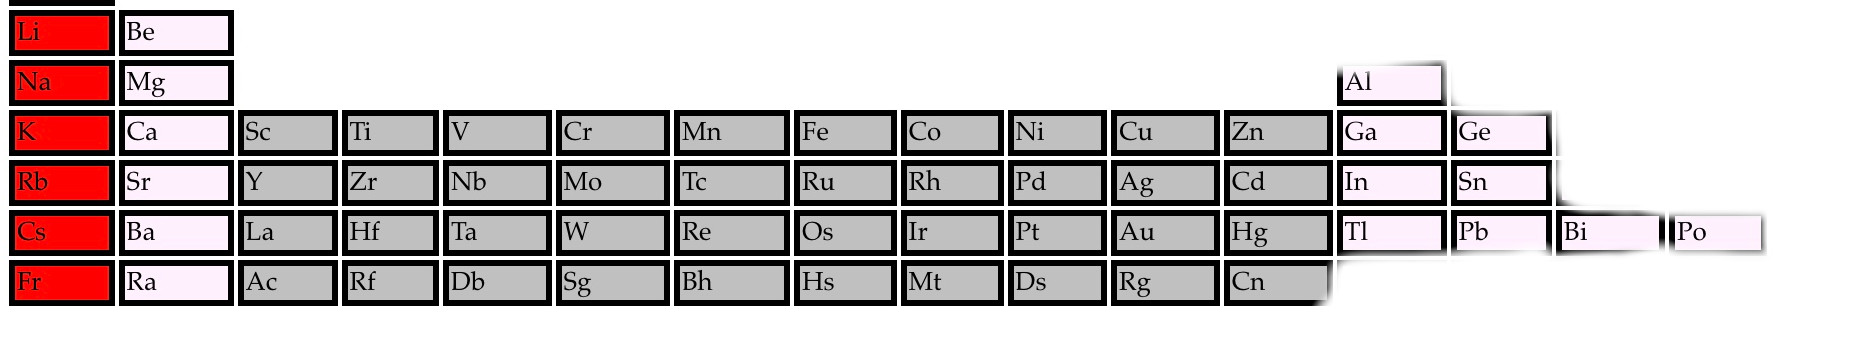 Li Be
Na Mg Al
K Ca Sc Ti V Cr Mn Fe Co Ni Cu Zn Ga Ge
Rb Sr Y Zr Nb Mo Tc Ru Rh Pd Ag Cd In Sn
Cs Ba La Hf Ta W Re Os Ir Pt Au Hg Tl Pb Bi Po
Fr Ra Ac Rf Db Sg Bh Hs Mt Ds Rg Cn